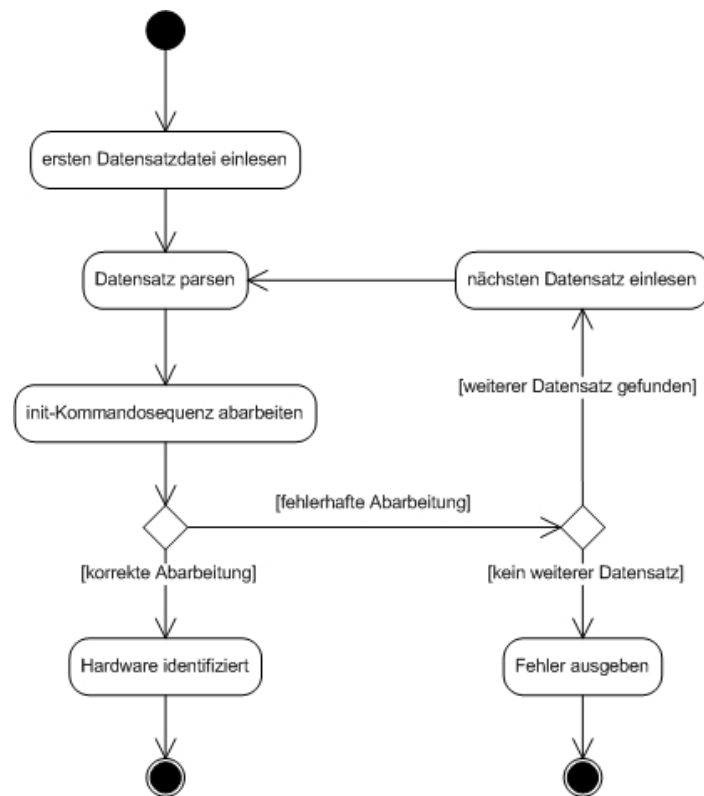 ersten Datensatzdatei einlesen
Datensatz parsen
nächsten Datensatz einlesen
[weiterer Datensatz gefunden]
init-Kommandosequenz abarbeiten
[fehlerhafte Abarbeitung]
[korrekte Abarbeitung]
[kein weiterer Datensatz]
Hardware identifiziert
Fehler ausgeben